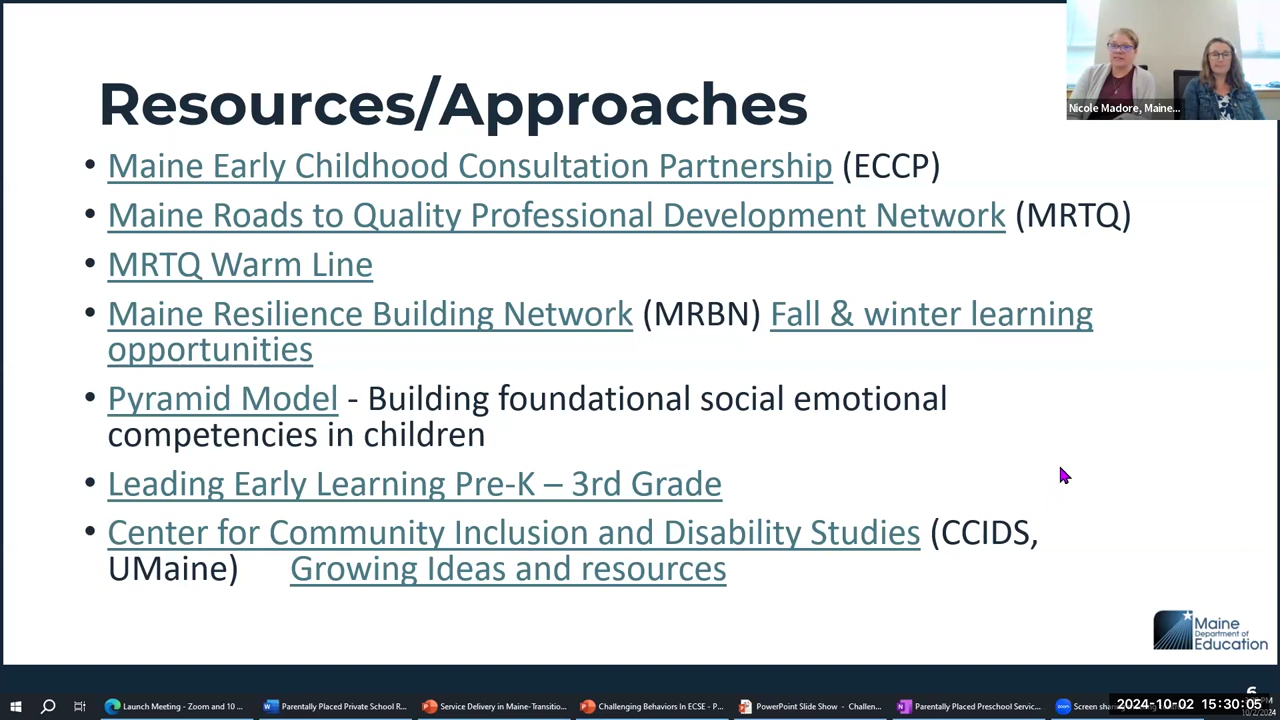 Nicole Madore, Maine...
Resources/Approaches
• Maine Early Childhood Consultation Partnership (ECCP)
• Maine Roads to Quality Professional Development Network (MRTQ)
• MRTQ Warm Line
• Maine Resilience Building Network (MRBN) Fall & winter learning
opportunities
• Pyramid Model - Building foundational social emotional
competencies in children
• Leading Early Learning Pre-K – 3rd Grade
• Center for Community Inclusion and Disability Studies (CCIDS,
UMaine) Growing Ideas and resources
Maine
Department of
Education
6
Launch Meeting - Zoom and 10 ...
Parentally Placed Private School R...
Service Delivery in Maine-Transitio...
Challenging Behaviors In ECSE - P...
PowerPoint Slide Show - Challen...
Parentally Placed Preschool Servic...
Screen sha
2024-10-02 15:30:05
10/2/2024